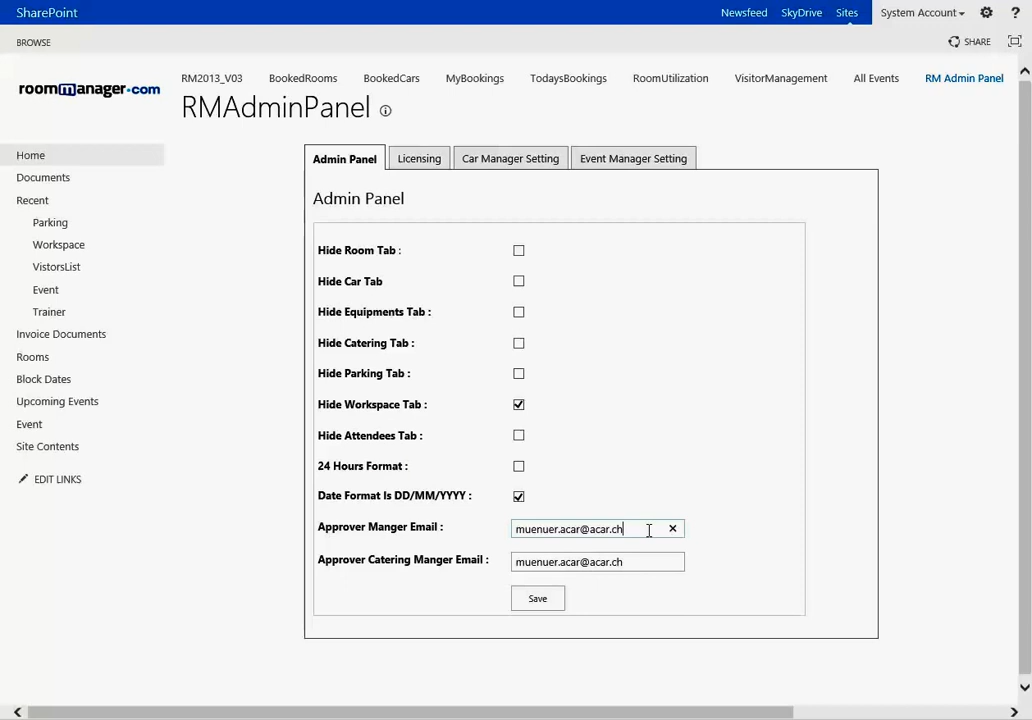 SharePoint
Newsfeed SkyDrive Sites System Account ?
BROWSE
SHARE
roommanager.com
RM2013_V03 BookedRooms BookedCars MyBookings TodaysBookings RoomUtilization VisitorManagement All Events RM Admin Panel
RMAdminPanel
Home
Documents
Recent
Parking
Workspace
VistorsList
Event
Trainer
Invoice Documents
Rooms
Block Dates
Upcoming Events
Event
Site Contents
EDIT LINKS
Admin Panel Licensing Car Manager Setting Event Manager Setting
Admin Panel
Hide Room Tab :
Hide Car Tab
Hide Equipments Tab :
Hide Catering Tab :
Hide Parking Tab :
Hide Workspace Tab :
Hide Attendees Tab :
24 Hours Format :
Date Format Is DD/MM/YYYY :
Approver Manger Email : muenuer.acar@acar.ch
Approver Catering Manger Email : muenuer.acar@acar.ch
Save